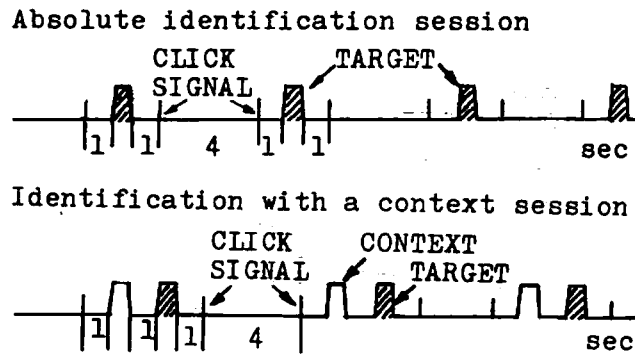 Absolute identification session
CLICK TARGET
SIGNAL
1 1 4 1 1 sec
Identification with a context session
CLICK CONTEXT
SIGNAL TARGET
1 1 1 4 sec